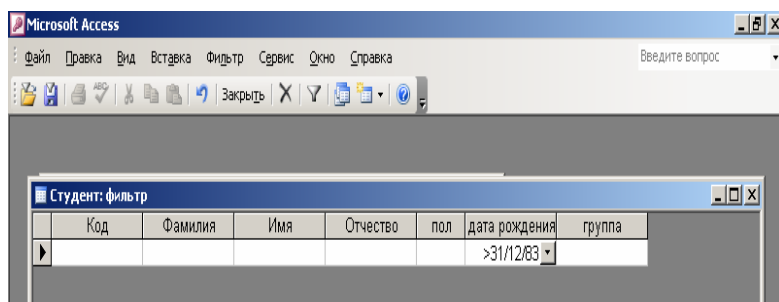 Microsoft Access
Файл Правка Вид Вставка Фильтр Сервис Окно Справка Введите вопрос
ABC Закрыть
Студент: фильтр
Код Фамилия Имя Отчество пол дата рождения группа
>31/12/83